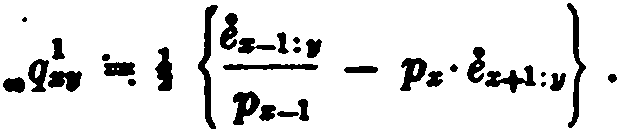 ∞q¹xy = ½ { e̊x−1:y / px−1 − px · e̊x+1:y } .